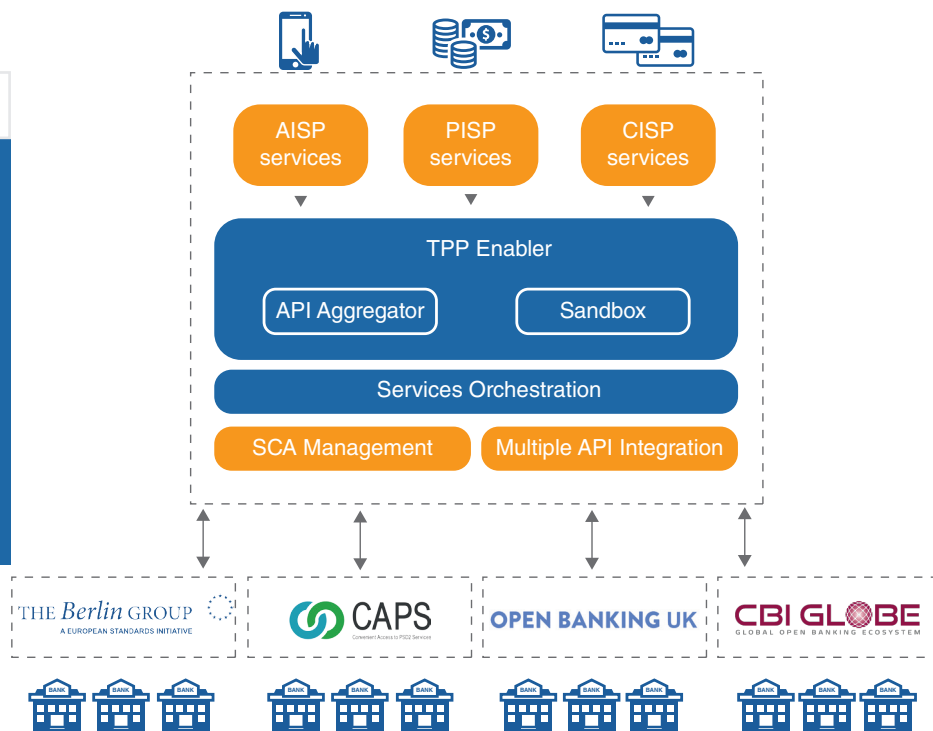 AISP
services
PISP
services
CISP
services
TPP Enabler
API Aggregator
Sandbox
Services Orchestration
SCA Management
Multiple API Integration
THE Berlin GROUP
A EUROPEAN STANDARDS INITIATIVE
CAPS
Convenient Access to PSD2 Services
OPEN BANKING UK
CBI GLOBE
GLOBAL OPEN BANKING ECOSYSTEM
BANK BANK BANK
BANK BANK BANK
BANK BANK BANK
BANK BANK BANK